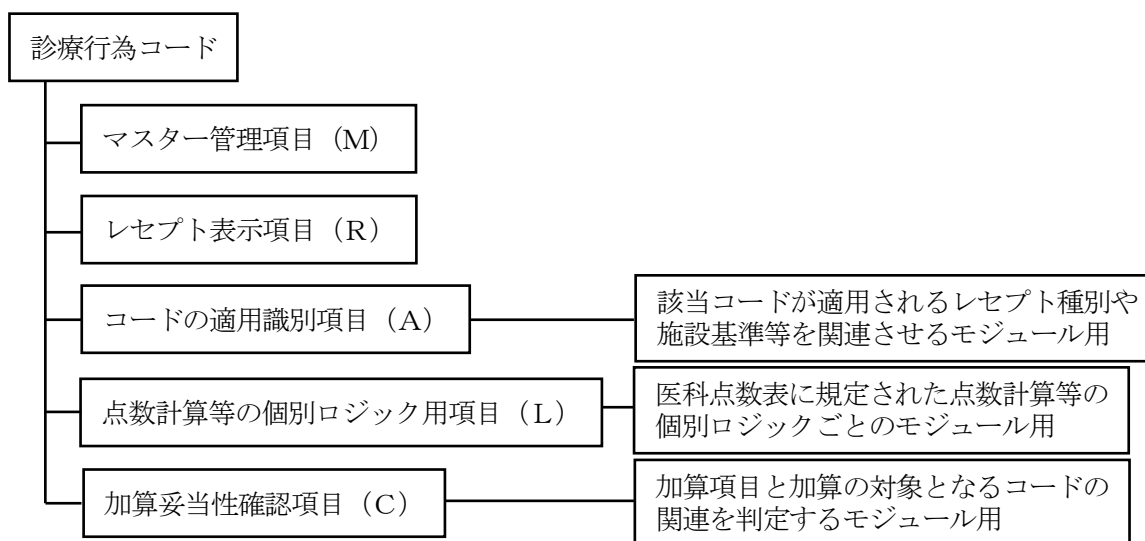 診療行為コード
マスター管理項目（M）
レセプト表示項目（R）
コードの適用識別項目（A）
該当コードが適用されるレセプト種別や
施設基準等を関連させるモジュール用
点数計算等の個別ロジック用項目（L）
医科点数表に規定された点数計算等の
個別ロジックごとのモジュール用
加算妥当性確認項目（C）
加算項目と加算の対象となるコードの
関連を判定するモジュール用